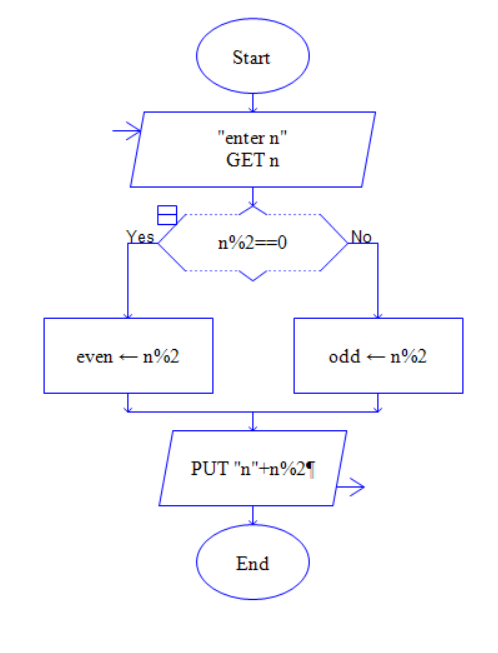 Start
"enter n"
GET n
Yes
n%2==0
No
even ← n%2
odd ← n%2
PUT "n"+n%2¶
End